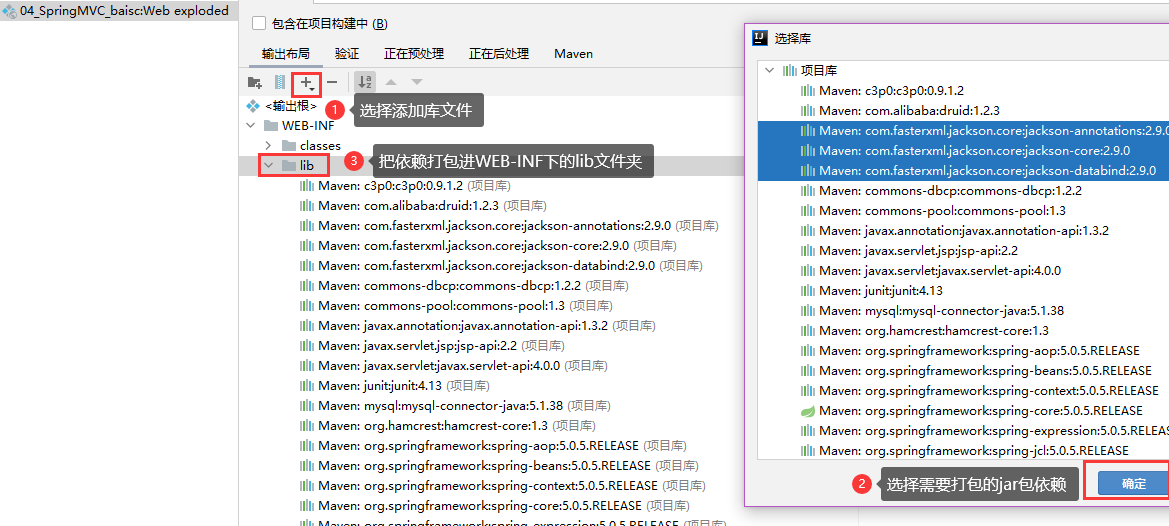 04_SpringMVC_baisc:Web exploded
包含在项目构建中 (B)
输出布局 验证 正在预处理 正在后处理 Maven
<输出根>
1 选择添加库文件
WEB-INF
classes
lib
3 把依赖打包进WEB-INF下的lib文件夹
Maven: c3p0:c3p0:0.9.1.2 (项目库)
Maven: com.alibaba:druid:1.2.3 (项目库)
Maven: com.fasterxml.jackson.core:jackson-annotations:2.9.0 (项目库)
Maven: com.fasterxml.jackson.core:jackson-core:2.9.0 (项目库)
Maven: com.fasterxml.jackson.core:jackson-databind:2.9.0 (项目库)
Maven: commons-dbcp:commons-dbcp:1.2.2 (项目库)
Maven: commons-pool:commons-pool:1.3 (项目库)
Maven: javax.annotation:javax.annotation-api:1.3.2 (项目库)
Maven: javax.servlet.jsp:jsp-api:2.2 (项目库)
Maven: javax.servlet:javax.servlet-api:4.0.0 (项目库)
Maven: junit:junit:4.13 (项目库)
Maven: mysql:mysql-connector-java:5.1.38 (项目库)
Maven: org.hamcrest:hamcrest-core:1.3 (项目库)
Maven: org.springframework:spring-aop:5.0.5.RELEASE (项目库)
Maven: org.springframework:spring-beans:5.0.5.RELEASE (项目库)
Maven: org.springframework:spring-context:5.0.5.RELEASE (项目库)
Maven: org.springframework:spring-core:5.0.5.RELEASE (项目库)
Maven: org.springframework:spring-expression:5.0.5.RELEASE (项目库)
选择库
项目库
Maven: c3p0:c3p0:0.9.1.2
Maven: com.alibaba:druid:1.2.3
Maven: com.fasterxml.jackson.core:jackson-annotations:2.9.0
Maven: com.fasterxml.jackson.core:jackson-core:2.9.0
Maven: com.fasterxml.jackson.core:jackson-databind:2.9.0
Maven: commons-dbcp:commons-dbcp:1.2.2
Maven: commons-pool:commons-pool:1.3
Maven: javax.annotation:javax.annotation-api:1.3.2
Maven: javax.servlet.jsp:jsp-api:2.2
Maven: javax.servlet:javax.servlet-api:4.0.0
Maven: junit:junit:4.13
Maven: mysql:mysql-connector-java:5.1.38
Maven: org.hamcrest:hamcrest-core:1.3
Maven: org.springframework:spring-aop:5.0.5.RELEASE
Maven: org.springframework:spring-beans:5.0.5.RELEASE
Maven: org.springframework:spring-context:5.0.5.RELEASE
Maven: org.springframework:spring-core:5.0.5.RELEASE
Maven: org.springframework:spring-expression:5.0.5.RELEAS
Maven: org.springframework:spring-jcl:5.0.5.RELEASE
2 选择需要打包的jar包依赖
确定